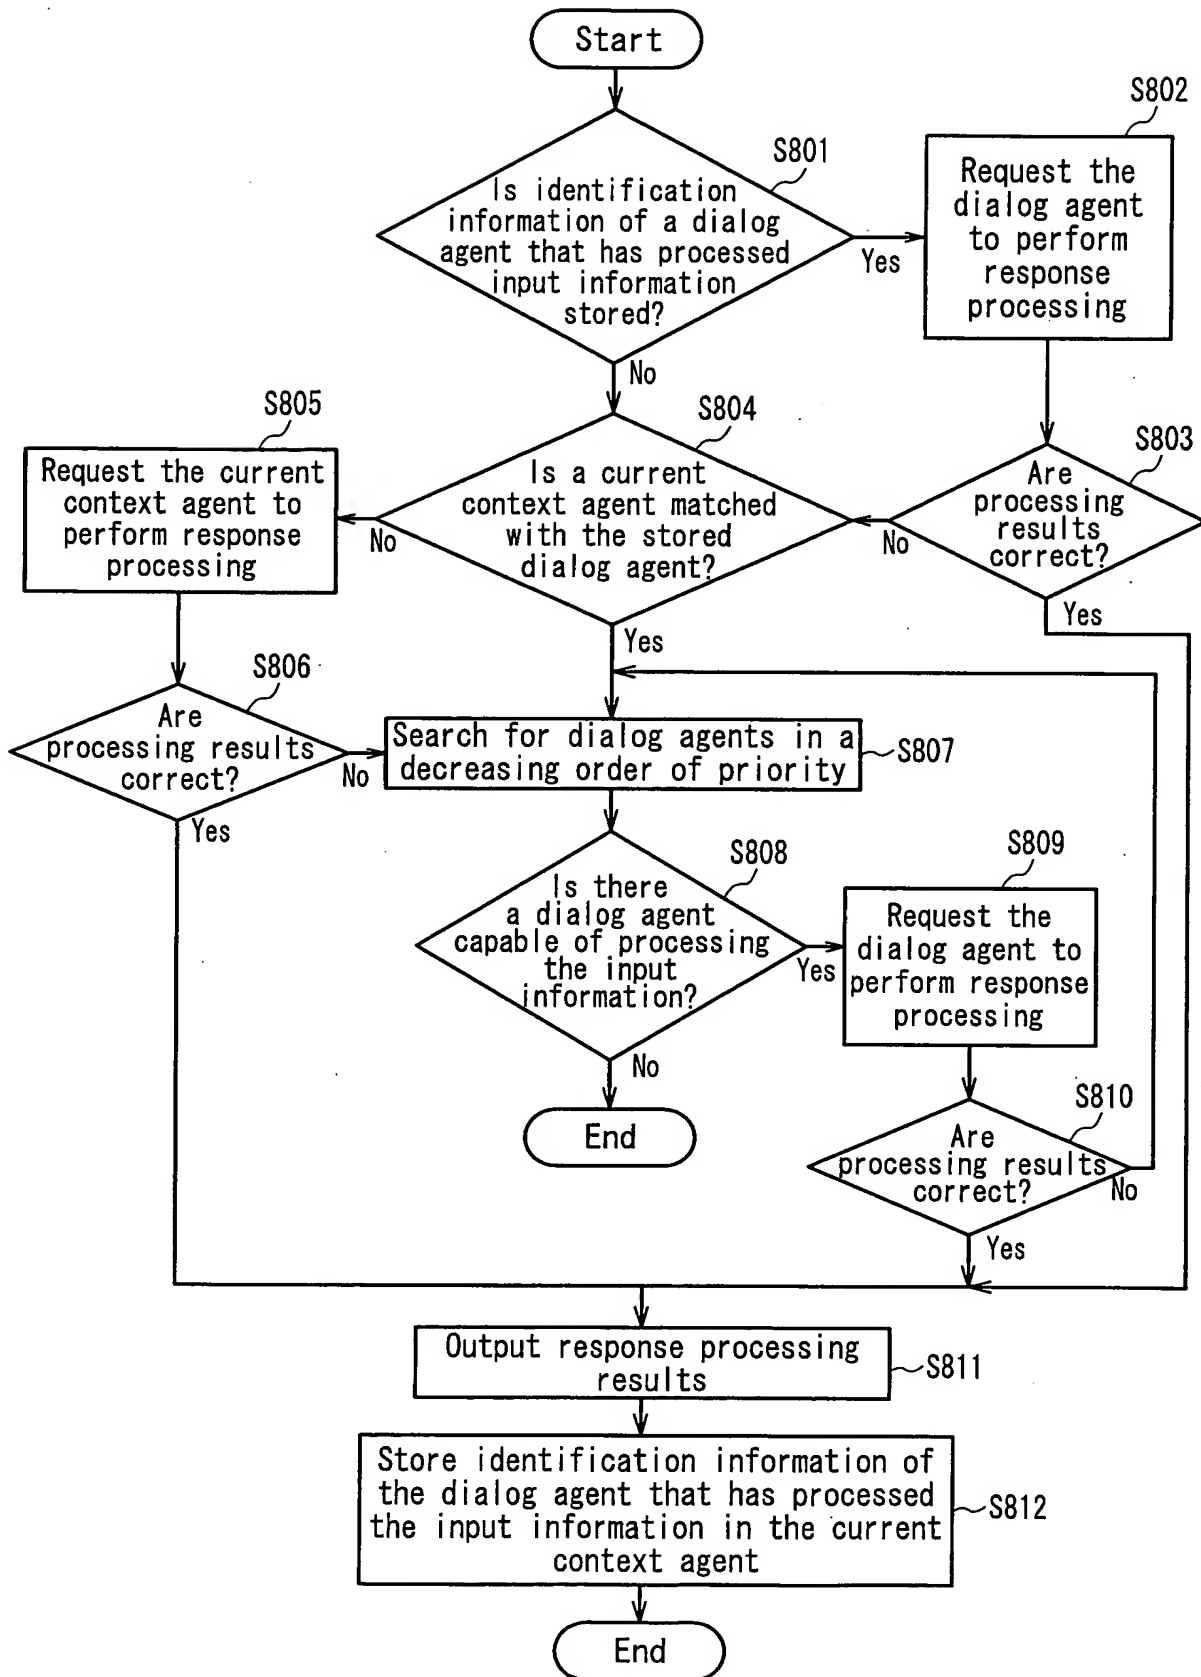 Start
S802
S801
Request the
dialog agent
to perform
response
processing
Is identification
information of a dialog
agent that has processed
input information
stored?
Yes
No
S805
S804
S803
Request the current
context agent to
perform response
processing
Is a current
context agent matched
with the stored
dialog agent?
Are
processing
results
correct?
No
No
Yes
Yes
S806
Are
processing results
correct?
No
Yes
Search for dialog agents in a
decreasing order of priority
S807
S808
S809
Is there
a dialog agent
capable of processing
the input
information?
Yes
No
Request the
dialog agent to
perform response
processing
End
S810
Are
processing results
correct?
No
Yes
Output response processing
results
S811
Store identification information of
the dialog agent that has processed
the input information in the current
context agent
S812
End